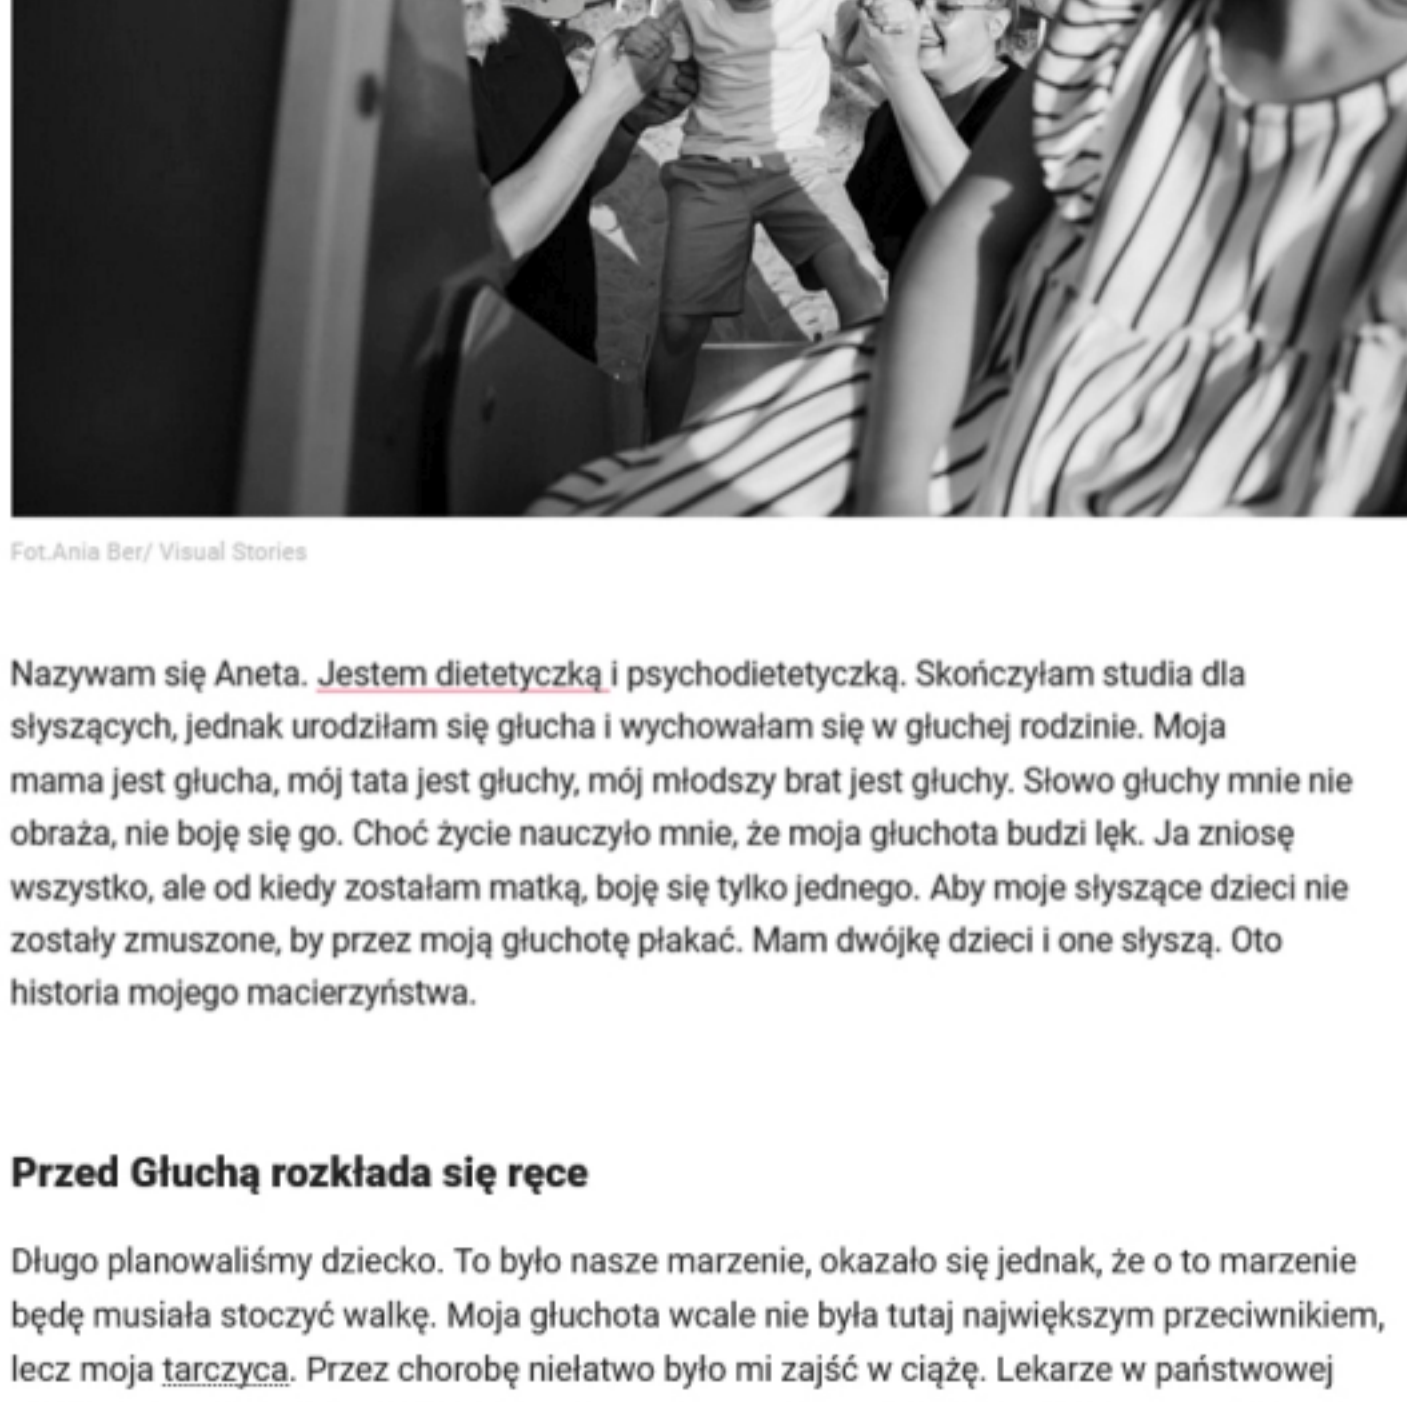 Fot.Ania Ber/ Visual Stories
Nazywam się Aneta. Jestem dietetyczką i psychodietetyczką. Skończyłam studia dla
słyszących, jednak urodziłam się głucha i wychowałam się w głuchej rodzinie. Moja
mama jest głucha, mój tata jest głuchy, mój młodszy brat jest głuchy. Słowo głuchy mnie nie
obraża, nie boję się go. Choć życie nauczyło mnie, że moja głuchota budzi lęk. Ja zniosę
wszystko, ale od kiedy zostałam matką, boję się tylko jednego. Aby moje słyszące dzieci nie
zostały zmuszone, by przez moją głuchotę płakać. Mam dwójkę dzieci i one słyszą. Oto
historia mojego macierzyństwa.
Przed Głuchą rozkłada się ręce
Długo planowaliśmy dziecko. To było nasze marzenie, okazało się jednak, że o to marzenie
będę musiała stoczyć walkę. Moja głuchota wcale nie była tutaj największym przeciwnikiem,
lecz moja tarczyca. Przez chorobę niełatwo było mi zajść w ciążę. Lekarze w państwowej